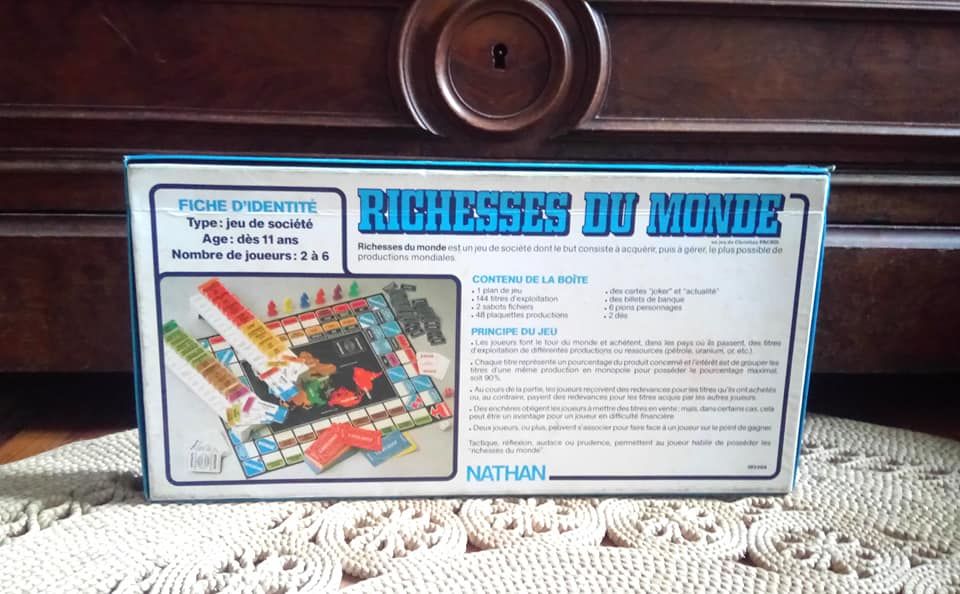 FICHE D'IDENTITÉ
Type : jeu de société
Age : dès 11 ans
Nombre de joueurs : 2 à 6
RICHESSES DU MONDE
un jeu de Christian PACROL
Richesses du monde est un jeu de société dont le but consiste à acquérir, puis à gérer, le plus possible de
productions mondiales.
CONTENU DE LA BOÎTE
• 1 plan de jeu
• 144 titres d'exploitation
• 2 sabots fichiers
• 48 plaquettes productions
• des cartes "joker" et "actualité"
• des billets de banque
• 6 pions personnages
• 2 dés
PRINCIPE DU JEU
• Les joueurs font le tour du monde et achètent, dans les pays où ils passent, des titres
d'exploitation de différentes productions ou ressources (pétrole, uranium, or, etc.).
• Chaque titre représente un pourcentage du produit concerné et l'intérêt est de grouper les
titres d'une même production en monopole pour posséder le pourcentage maximal,
soit 90%.
• Au cours de la partie, les joueurs reçoivent des redevances pour les titres qu'ils ont achetés
ou, au contraire, payent des redevances pour les titres acquis par les autres joueurs.
• Des enchères obligent les joueurs à mettre des titres en vente ; mais, dans certains cas, cela
peut être un avantage pour un joueur en difficulté financière.
• Deux joueurs, ou plus, peuvent s'associer pour faire face à un joueur sur le point de gagner.
Tactique, réflexion, audace ou prudence, permettent au joueur habile de posséder les
"richesses du monde".
NATHAN